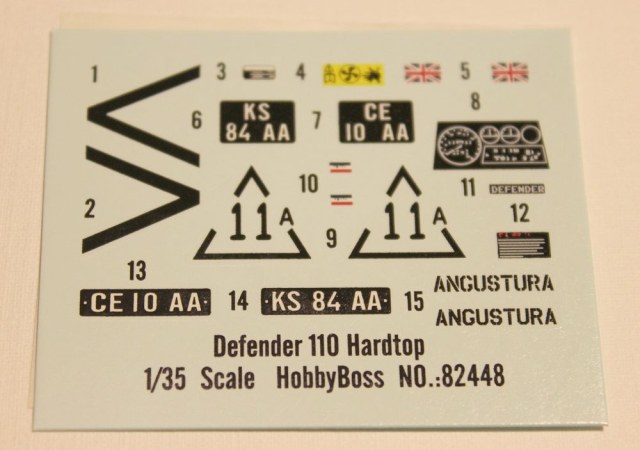 1
3
4
5
6
KS
84 AA
7
CE
10 AA
8
2
11 A
10
9
11 A
11
DEFENDER
12
13
·CE 10 AA·
14
·KS 84 AA·
15
ANGUSTURA
ANGUSTURA
Defender 110 Hardtop
1/35 Scale HobbyBoss NO.:82448